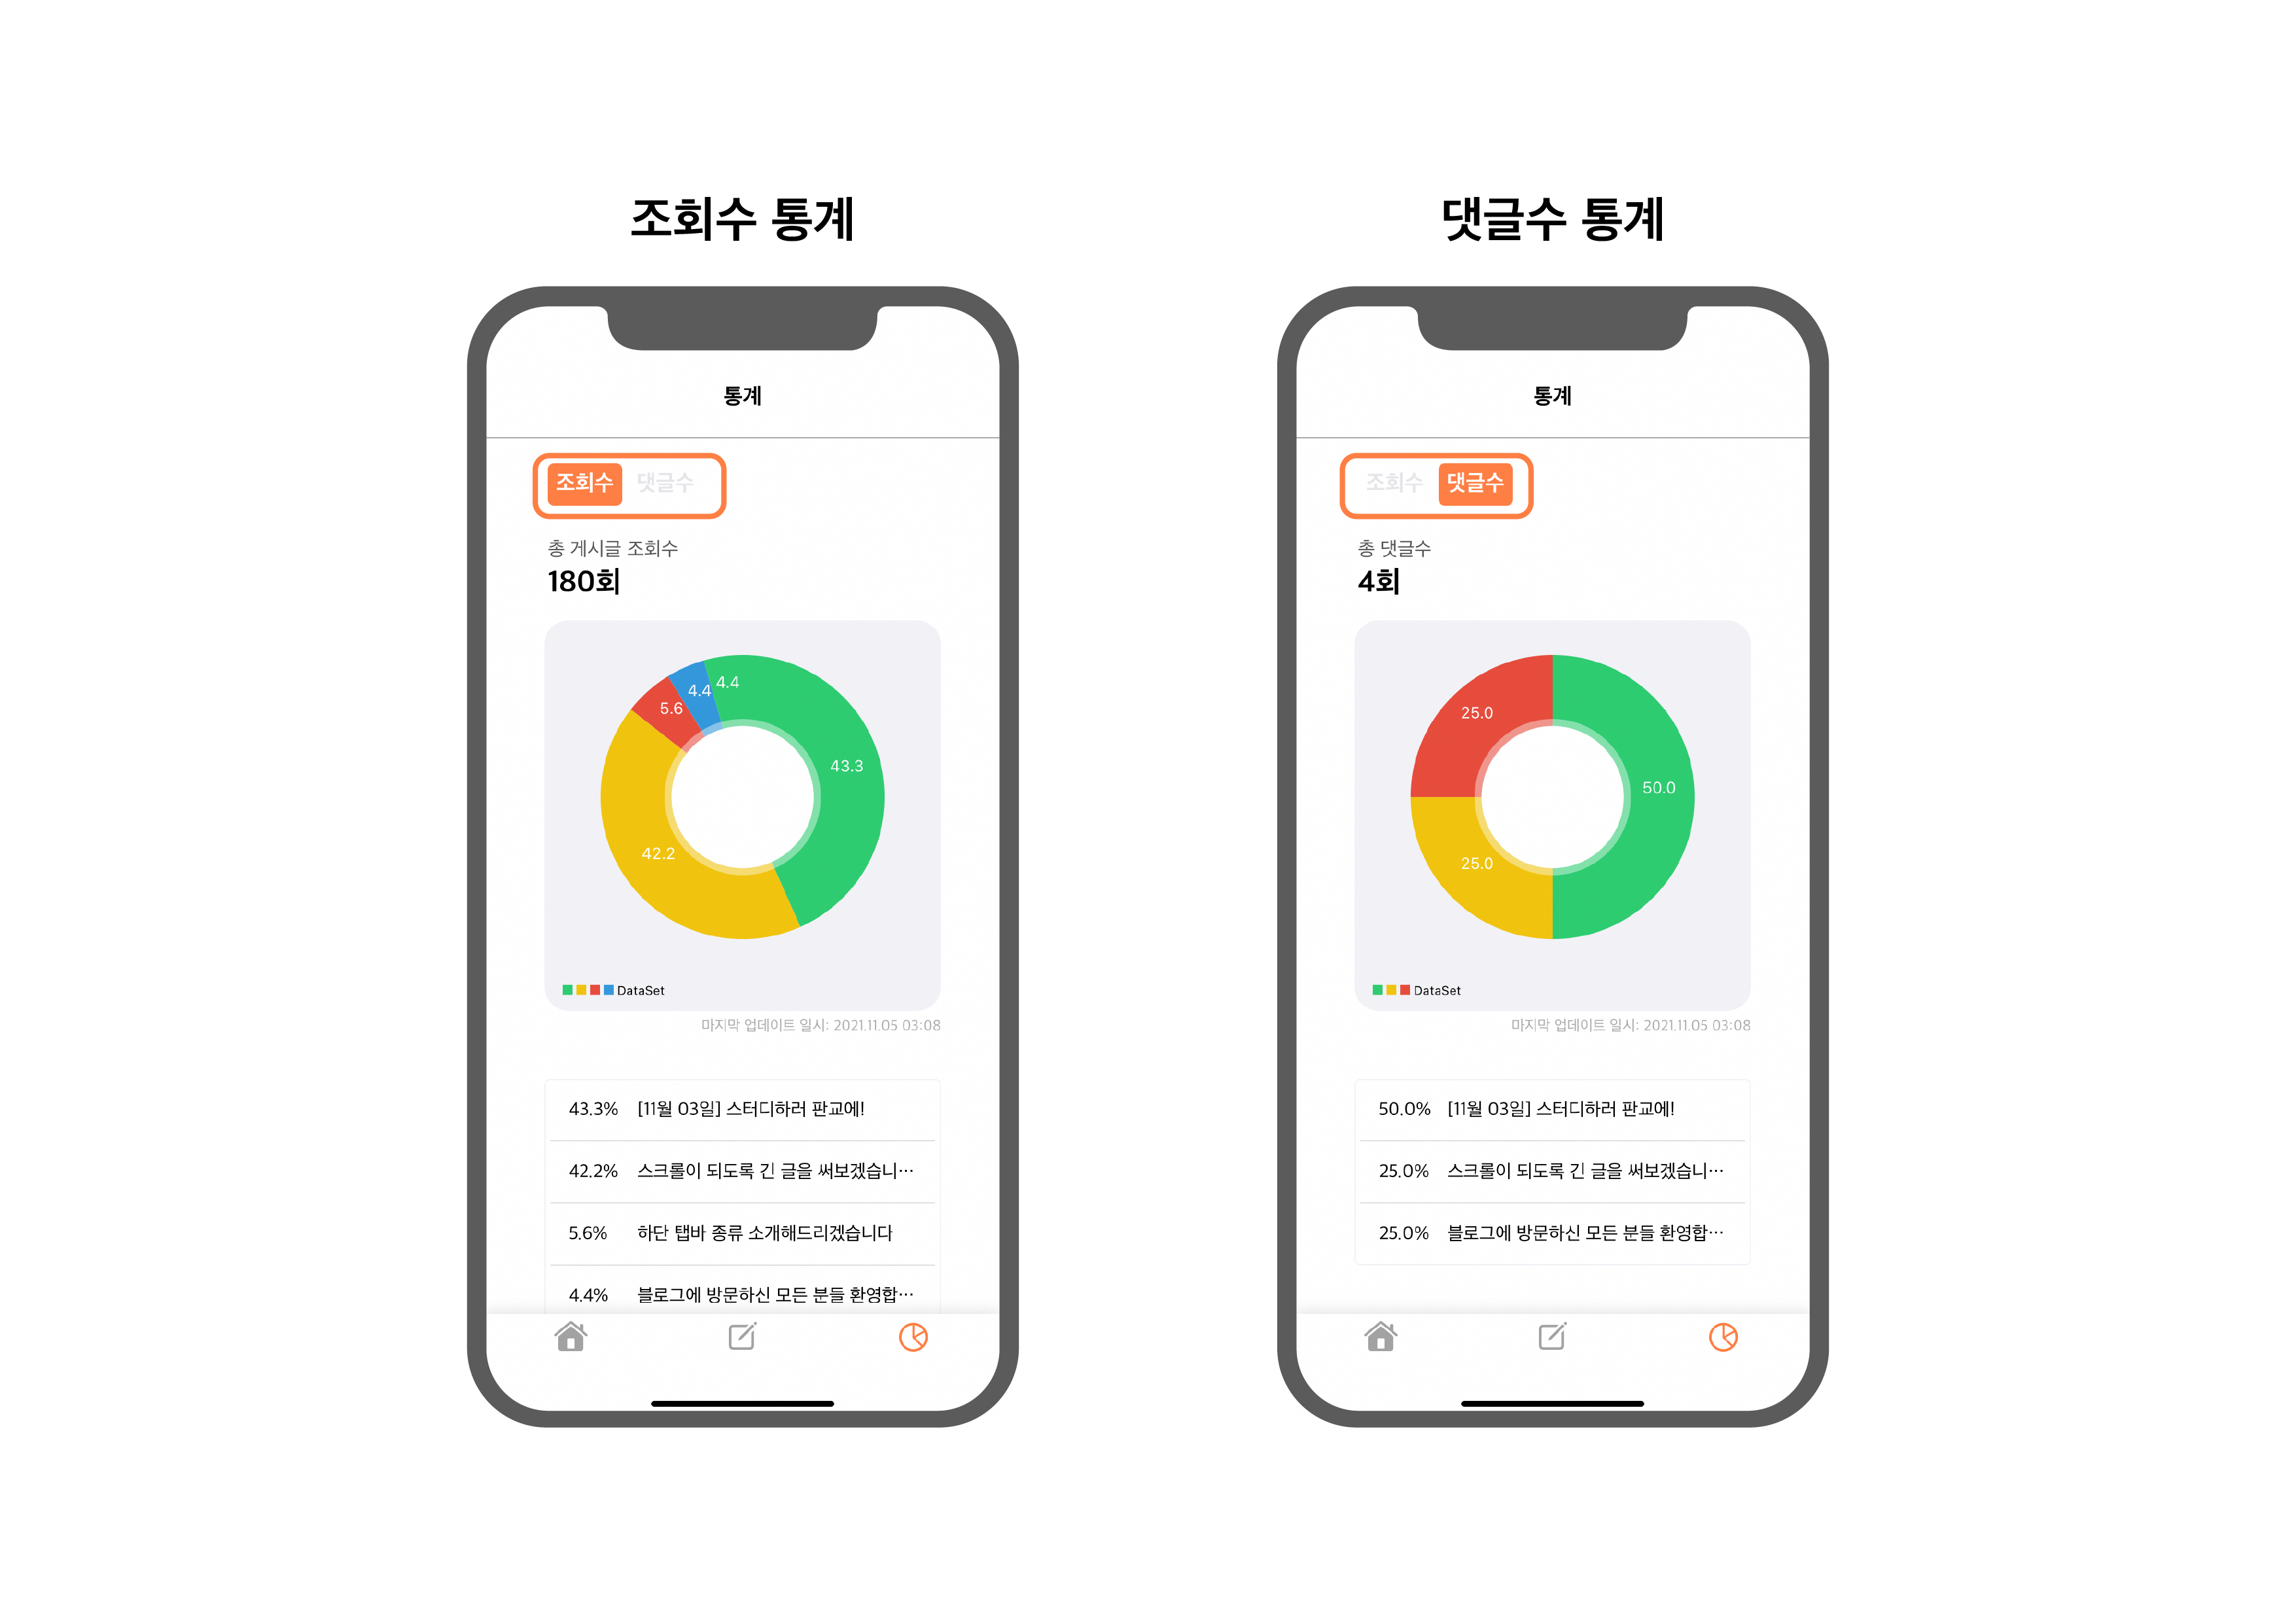 조회수 통계
통계
조회수 댓글수
총 게시글 조회수
180회
4.4 4.4
5.6
43.3
42.2
DataSet
마지막 업데이트 일시: 2021.11.05 03:08
43.3% [11월 03일] 스터디하러 판교에!
42.2% 스크롤이 되도록 긴 글을 써보겠습니…
5.6% 하단 탭바 종류 소개해드리겠습니다
4.4% 블로그에 방문하신 모든 분들 환영합…
댓글수 통계
통계
조회수 댓글수
총 댓글수
4회
25.0
50.0
25.0
DataSet
마지막 업데이트 일시: 2021.11.05 03:08
50.0% [11월 03일] 스터디하러 판교에!
25.0% 스크롤이 되도록 긴 글을 써보겠습니…
25.0% 블로그에 방문하신 모든 분들 환영합…